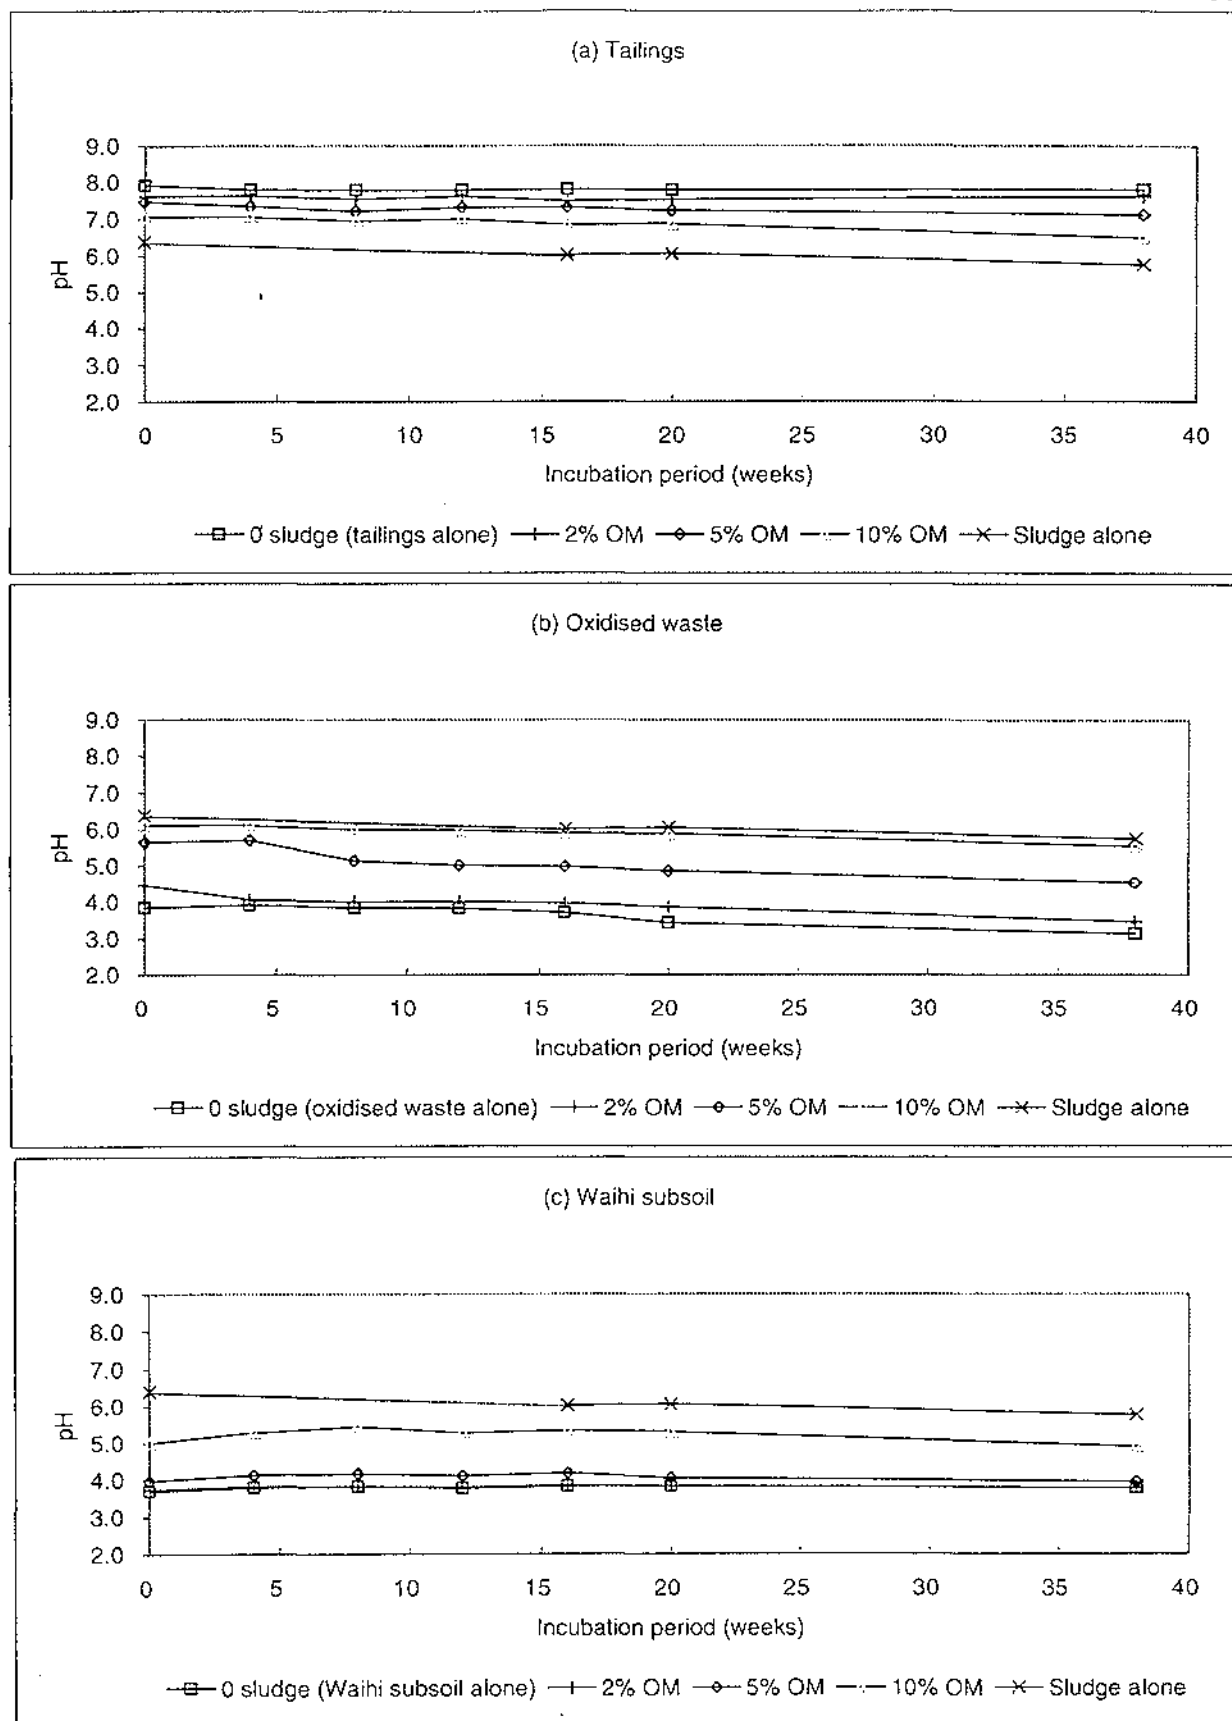 (a) Tailings
9.0
8.0
7.0
6.0
5.0
4.0
3.0
2.0
pH
0 5 10 15 20 25 30 35 40
Incubation period (weeks)
0 sludge (tailings alone) 2% OM 5% OM 10% OM Sludge alone
(b) Oxidised waste
9.0
8.0
7.0
6.0
5.0
4.0
3.0
2.0
pH
0 5 10 15 20 25 30 35 40
Incubation period (weeks)
0 sludge (oxidised waste alone) 2% OM 5% OM 10% OM Sludge alone
(c) Waihi subsoil
9.0
8.0
7.0
6.0
5.0
4.0
3.0
2.0
pH
0 5 10 15 20 25 30 35 40
Incubation period (weeks)
0 sludge (Waihi subsoil alone) 2% OM 5% OM 10% OM Sludge alone